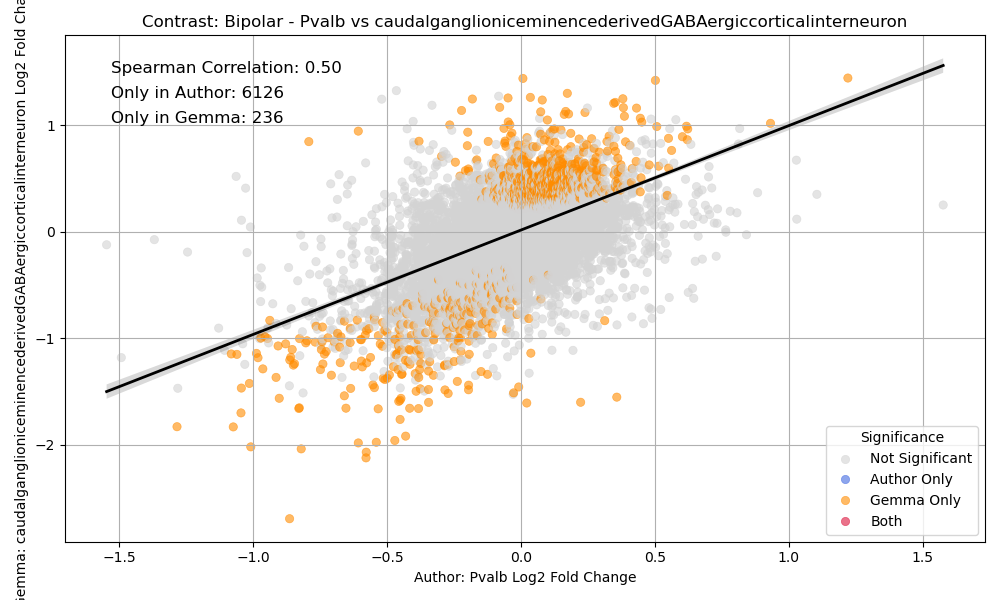 Contrast: Bipolar - Pvalb vs caudalganglioniceminencederivedGABAergiccorticalinterneuron
Spearman Correlation: 0.50
Only in Author: 6126
Only in Gemma: 236
caudalganglioniceminencederivedGABAergiccorticalinterneuron Log2 Fold
1
0
−1
−2
−1.5
−1.0
−0.5
0.0
0.5
1.0
1.5
Author: Pvalb Log2 Fold Change
Significance
Not Significant
Author Only
Gemma Only
Both